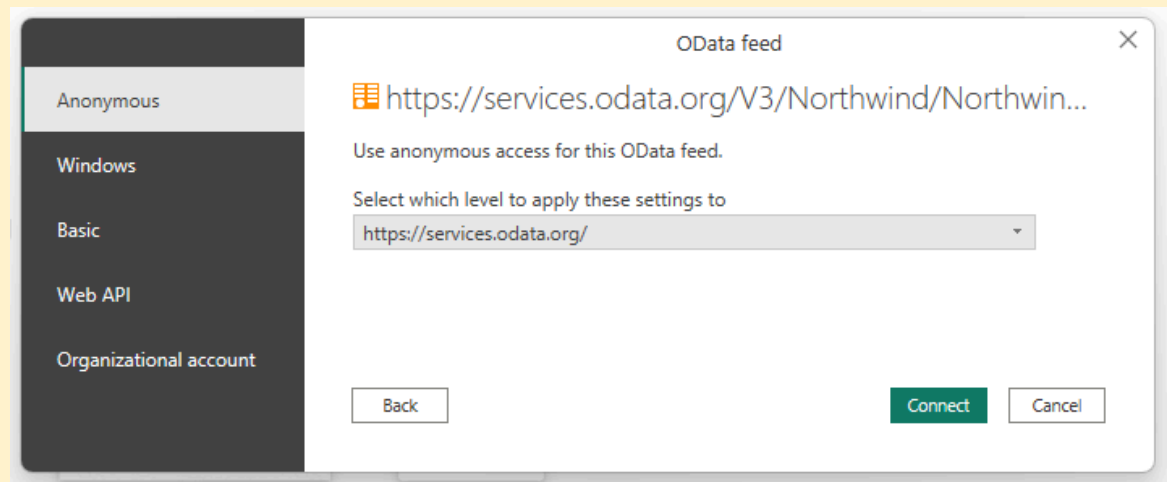 OData feed
Anonymous
Windows
Basic
Web API
Organizational account
https://services.odata.org/V3/Northwind/Northwin...
Use anonymous access for this OData feed.
Select which level to apply these settings to
https://services.odata.org/
Back
Connect
Cancel